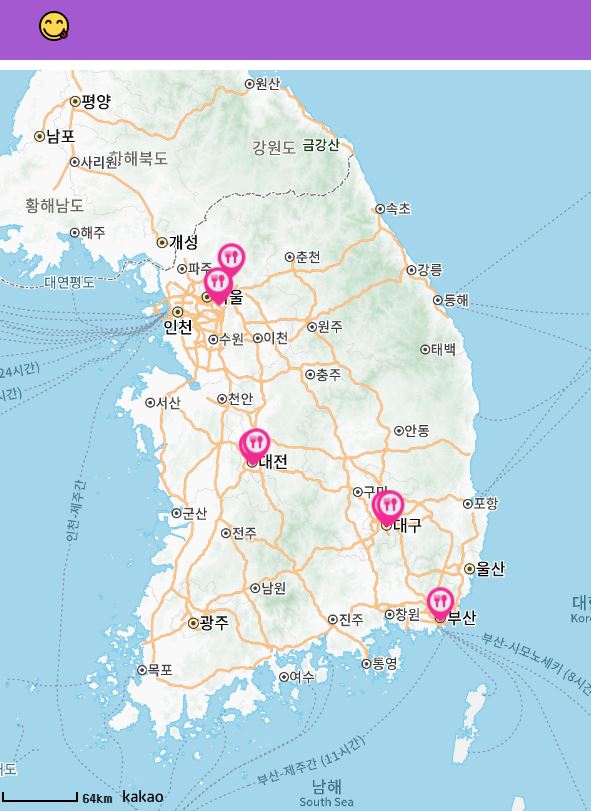 원산
평양
남포
강원도
금강산
사리원
황해북도
황해남도
속초
해주
개성
춘천
파주
강릉
대연평도
울
동해
인천
수원
이천
원주
태백
24시간)
충주
시간)
천안
서산
안동
대전
구미
포항
인천-제주간
군산
대구
전주
울산
남원
대한
Kore
광주
진주
창원
부산
부산-시모노세키 (8시간
통영
목포
여수
부산-제주간 (11시간)
도
남해
South Sea
64km kakao